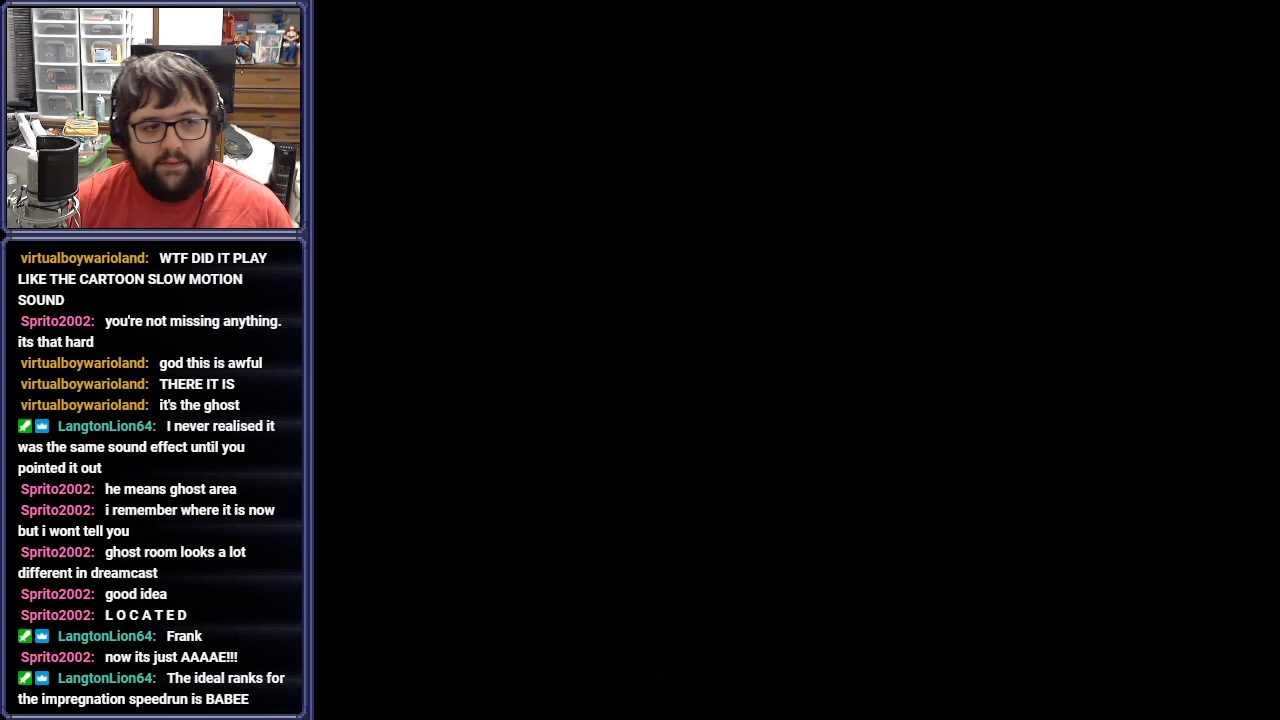 virtualboywarioland: WTF DID IT PLAY
LIKE THE CARTOON SLOW MOTION
SOUND
Sprito2002: you're not missing anything.
its that hard
virtualboywarioland: god this is awful
virtualboywarioland: THERE IT IS
virtualboywarioland: it's the ghost
LangtonLion64: I never realised it
was the same sound effect until you
pointed it out
Sprito2002: he means ghost area
Sprito2002: i remember where it is now
but i wont tell you
Sprito2002: ghost room looks a lot
different in dreamcast
Sprito2002: good idea
Sprito2002: L O C A T E D
LangtonLion64: Frank
Sprito2002: now its just AAAAE!!!
LangtonLion64: The ideal ranks for
the impregnation speedrun is BABEE